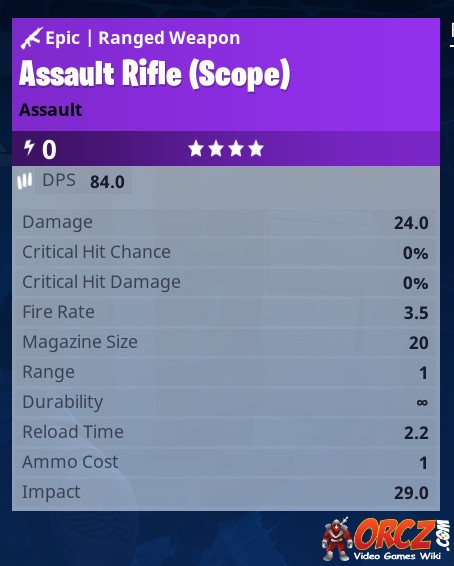 Epic | Ranged Weapon
Assault Rifle (Scope)
Assault
0
DPS 84.0
Damage 24.0
Critical Hit Chance 0%
Critical Hit Damage 0%
Fire Rate 3.5
Magazine Size 20
Range 1
Durability ∞
Reload Time 2.2
Ammo Cost 1
Impact 29.0
ORCZ.COM
Video Games Wiki